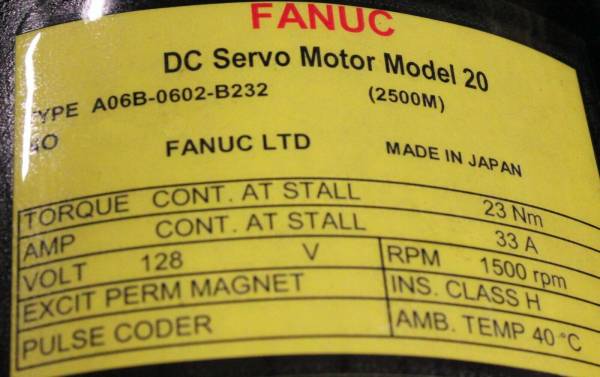 FANUC
DC Servo Motor Model 20
TYPE A06B-0602-B232 (2500M)
FANUC LTD MADE IN JAPAN
TORQUE CONT. AT STALL 23 Nm
AMP CONT. AT STALL 33 A
VOLT 128 V RPM 1500 rpm
EXCIT PERM MAGNET INS. CLASS H
PULSE CODER AMB. TEMP 40 °C